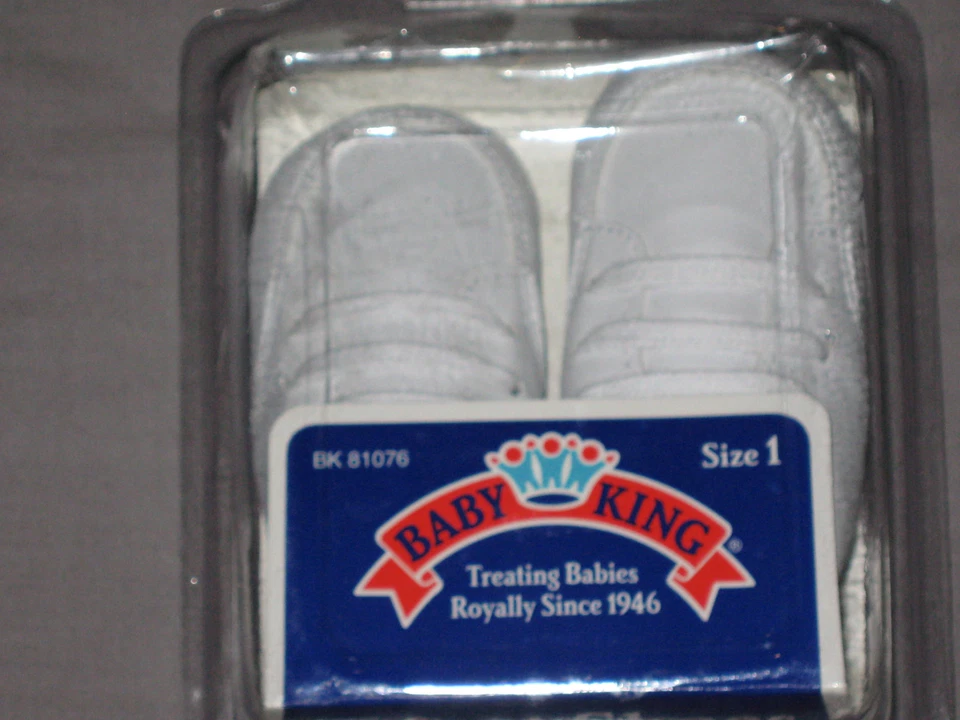 BK 81076
Size 1
BABY KING®
Treating Babies
Royally Since 1946